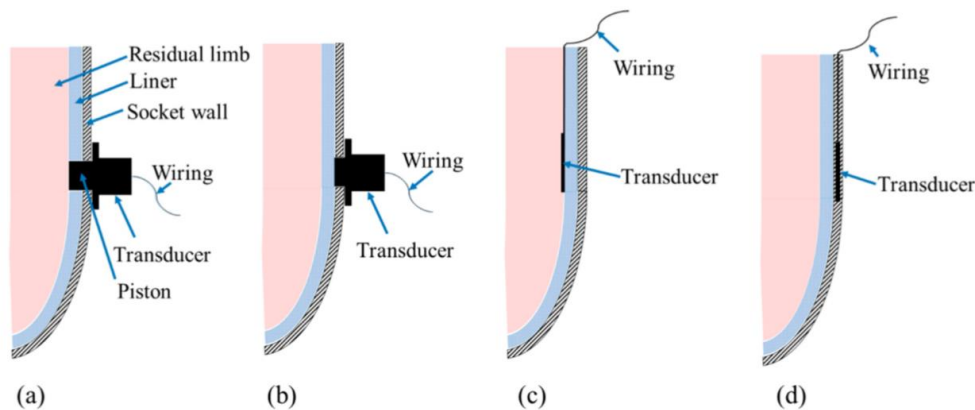 Residual limb
Liner
Socket wall
Wiring
Transducer
Piston
(a)
Wiring
Transducer
(b)
Wiring
Transducer
(c)
Wiring
Transducer
(d)